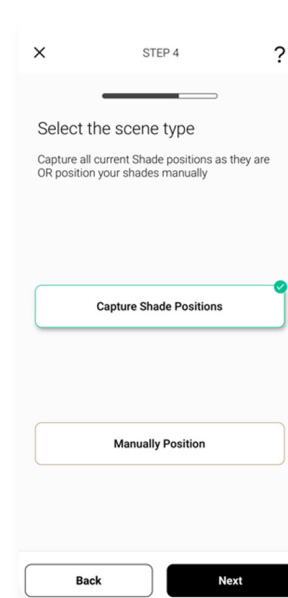 STEP 4
?
Select the scene type
Capture all current Shade positions as they are
OR position your shades manually
Capture Shade Positions
Manually Position
Back
Next